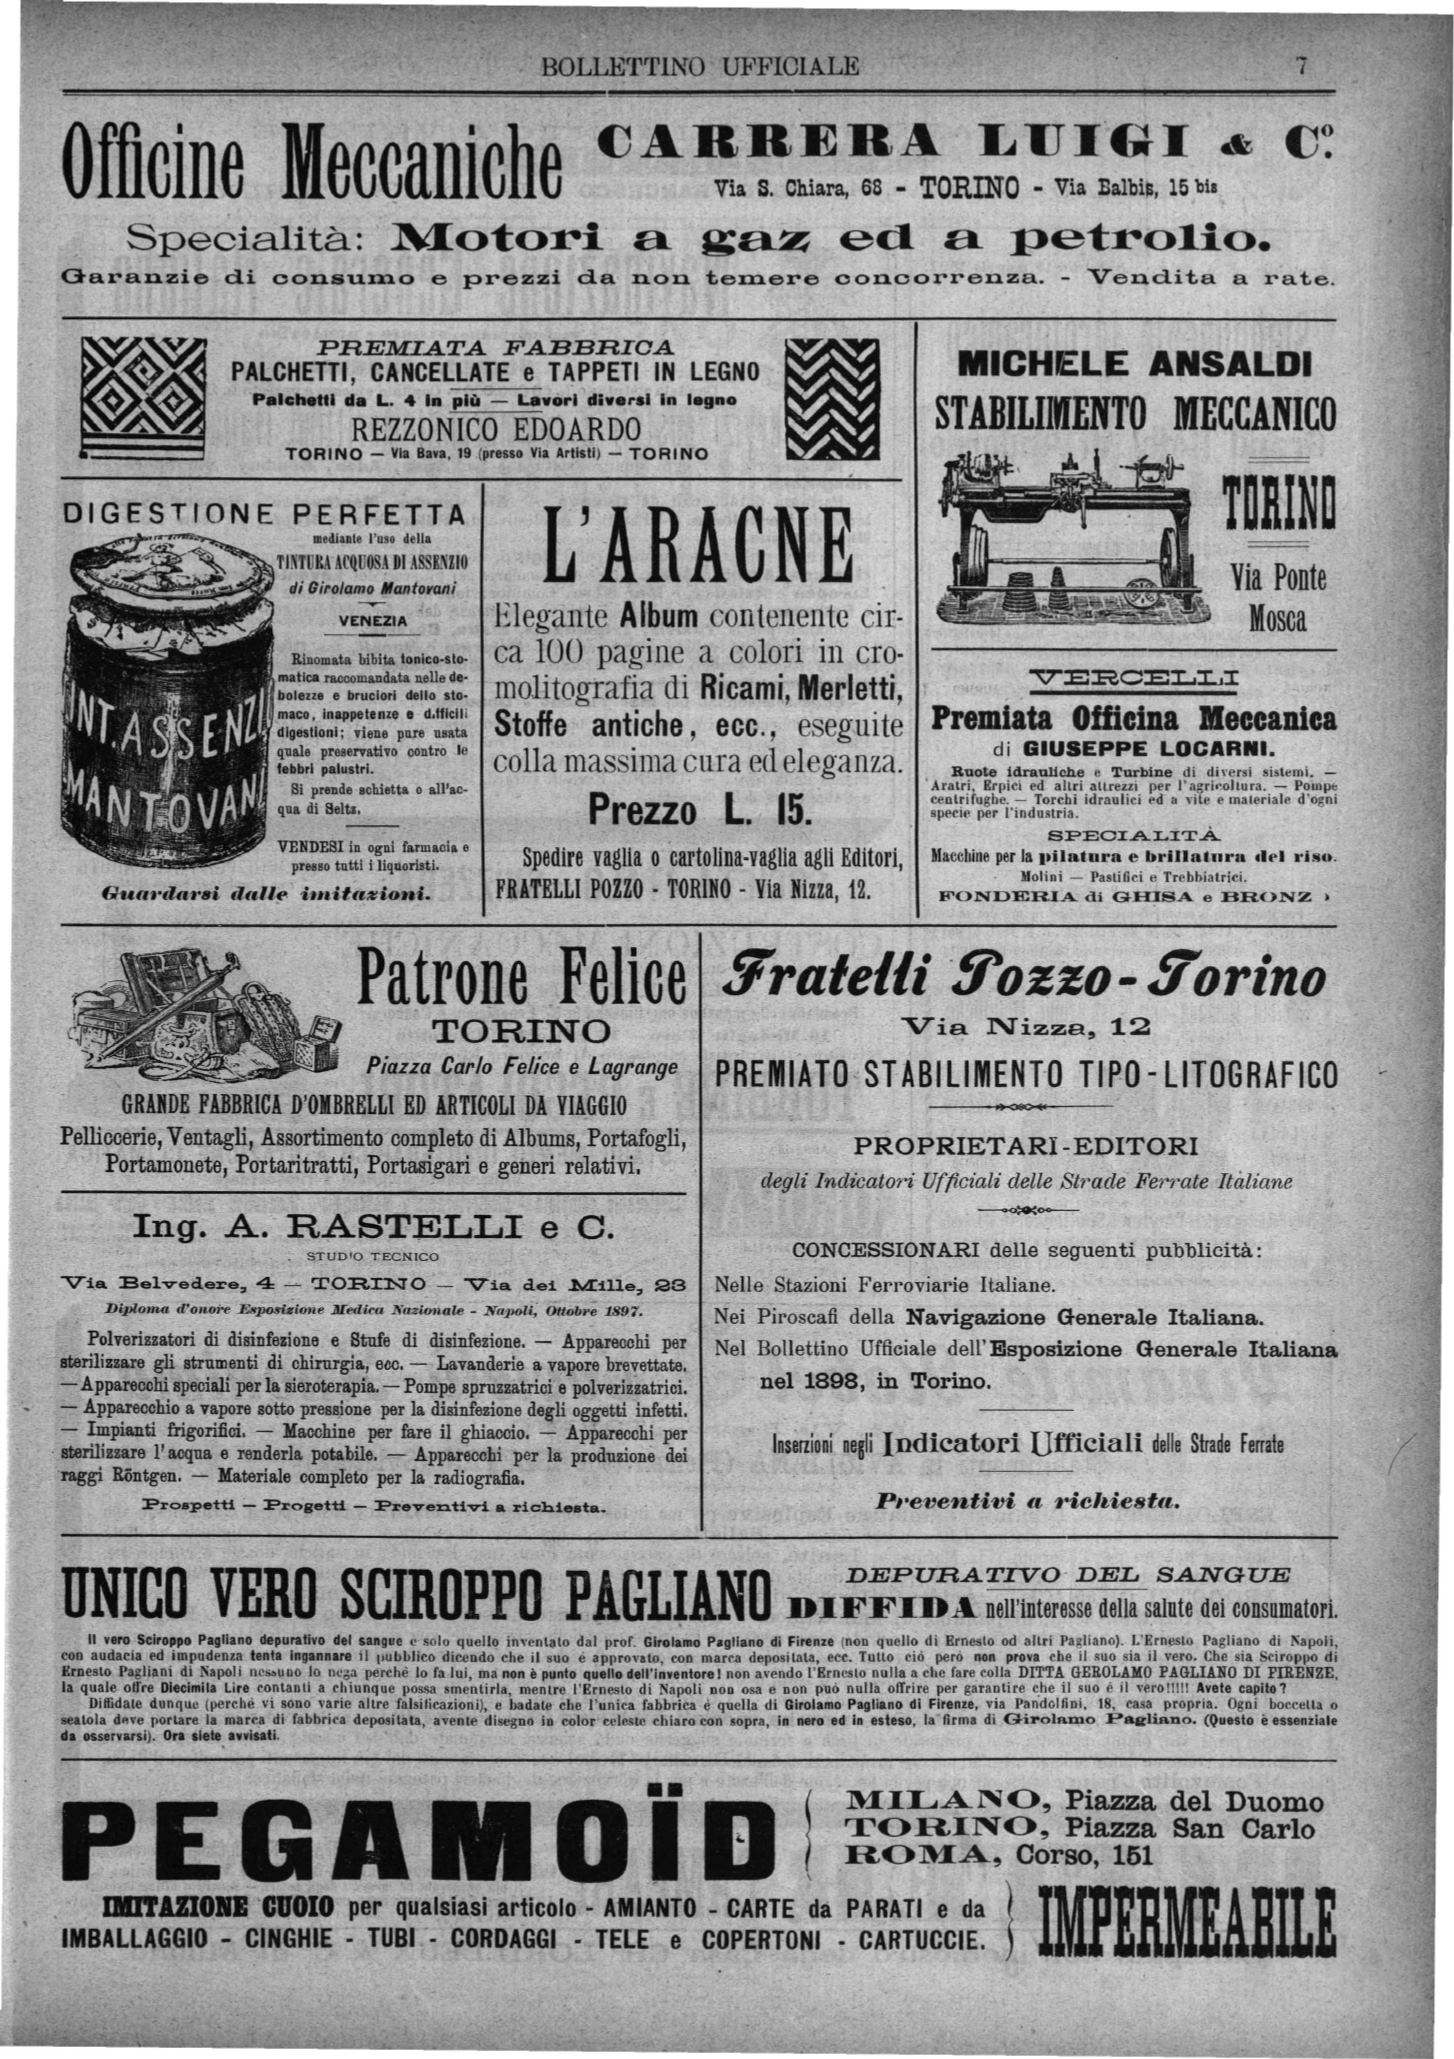 BOLLETTINO UFFICIALE 7
Officine Meccaniche CARRERA LUIGI & C.º
Via S. Chiara, 68 - TORINO - Via Balbis, 15 bis
Specialità: Motori a gaz ed a petrolio.
Garanzie di consumo e prezzi da non temere concorrenza. - Vendita a rate.
PREMIATA FABBRICA
PALCHETTI, CANCELLATE e TAPPETI IN LEGNO
Palchetti da L. 4 in più — Lavori diversi in legno
REZZONICO EDOARDO
TORINO — Via Bava, 19 (presso Via Artisti) — TORINO
MICHELE ANSALDI
STABILIMENTO MECCANICO
TORINO
Via Ponte
Mosca
DIGESTIONE PERFETTA
mediante l'uso della
TINTURA ACQUOSA DI ASSENZIO
di Girolamo Mantovani
VENEZIA
Rinomata bibita tonico-sto-
matica raccomandata nelle de-
bolezze e bruciori dello sto-
maco, inappetenze e difficili
digestioni; viene pure usata
quale preservativo contro le
febbri palustri.
Si prende schietta o all'ac-
qua di Seltz.
VENDESI in ogni farmacia e
presso tutti i liquoristi.
Guardarsi dalle imitazioni.
TINT. ASSENZI
MANTOVANI
L'ARACNE
Elegante Album contenente cir-
ca 100 pagine a colori in cro-
molitografia di Ricami, Merletti,
Stoffe antiche, ecc., eseguite
colla massima cura ed eleganza.
Prezzo L. 15.
Spedire vaglia o cartolina-vaglia agli Editori,
FRATELLI POZZO - TORINO - Via Nizza, 12.
VERCELLI
Premiata Officina Meccanica
di GIUSEPPE LOCARNI.
Ruote idrauliche e Turbine di diversi sistemi. —
Aratri, Erpici ed altri attrezzi per l'agricoltura. — Pompe
centrifughe. — Torchi idraulici ed a vite e materiale d'ogni
specie per l'industria.
SPECIALITÀ
Macchine per la pilatura e brillatura del riso.
Molini — Pastifici e Trebbiatrici.
FONDERIA di GHISA e BRONZ
Patrone Felice
TORINO
Piazza Carlo Felice e Lagrange
GRANDE FABBRICA D'OMBRELLI ED ARTICOLI DA VIAGGIO
Pelliccerie, Ventagli, Assortimento completo di Albums, Portafogli,
Portamonete, Portaritratti, Portasigari e generi relativi.
Ing. A. RASTELLI e C.
STUDIO TECNICO
Via Belvedere, 4 — TORINO — Via dei Mille, 23
Diploma d'onore Esposizione Medica Nazionale - Napoli, Ottobre 1897.
Polverizzatori di disinfezione e Stufe di disinfezione. — Apparecchi per
sterilizzare gli strumenti di chirurgia, ecc. — Lavanderie a vapore brevettate.
— Apparecchi speciali per la sieroterapia. — Pompe spruzzatrici e polverizzatrici.
— Apparecchio a vapore sotto pressione per la disinfezione degli oggetti infetti.
— Impianti frigorifici. — Macchine per fare il ghiaccio. — Apparecchi per
sterilizzare l'acqua e renderla potabile. — Apparecchi per la produzione dei
raggi Röntgen. — Materiale completo per la radiografia.
Prospetti — Progetti — Preventivi a richiesta.
Fratelli Pozzo - Torino
Via Nizza, 12
PREMIATO STABILIMENTO TIPO - LITOGRAFICO
PROPRIETARI-EDITORI
degli Indicatori Ufficiali delle Strade Ferrate Italiane
CONCESSIONARI delle seguenti pubblicità:
Nelle Stazioni Ferroviarie Italiane.
Nei Piroscafi della Navigazione Generale Italiana.
Nel Bollettino Ufficiale dell'Esposizione Generale Italiana
nel 1898, in Torino.
Inserzioni negli Indicatori Ufficiali delle Strade Ferrate
Preventivi a richiesta.
UNICO VERO SCIROPPO PAGLIANO
DEPURATIVO DEL SANGUE
DIFFIDA nell'interesse della salute dei consumatori.
Il vero Sciroppo Pagliano depurativo del sangue e solo quello inventato dal prof. Girolamo Pagliano di Firenze (non quello di Ernesto od altri Pagliano). L'Ernesto Pagliano di Napoli,
con audacia ed impudenza tenta ingannare il pubblico dicendo che il suo è approvato, con marca depositata, ecc. Tutto ciò però non prova che il suo sia il vero. Che sia Sciroppo di
Ernesto Pagliani di Napoli nessuno lo nega perchè lo fa lui, ma non è punto quello dell'inventore! non avendo l'Ernesto nulla a che fare colla DITTA GEROLAMO PAGLIANO DI FIRENZE,
la quale offre Diecimila Lire contanti a chiunque possa smentirla, mentre l'Ernesto di Napoli non osa e non può nulla offrire per garantire che il suo è il vero!!!!! Avete capito?
Diffidate dunque (perchè vi sono varie altre falsificazioni), e badate che l'unica fabbrica è quella di Girolamo Pagliano di Firenze, via Pandolfini, 18, casa propria. Ogni boccetta o
scatola deve portare la marca di fabbrica depositata, avente disegno in color celeste chiaro con sopra, in nero ed in esteso, la firma di Girolamo Pagliano. (Questo è essenziale
da osservarsi). Ora siete avvisati.
PEGAMOÏD
MILANO, Piazza del Duomo
TORINO, Piazza San Carlo
ROMA, Corso, 151
IMITAZIONE CUOIO per qualsiasi articolo - AMIANTO - CARTE da PARATI e da
IMBALLAGGIO - CINGHIE - TUBI - CORDAGGI - TELE e COPERTONI - CARTUCCIE.
IMPERMEABILE